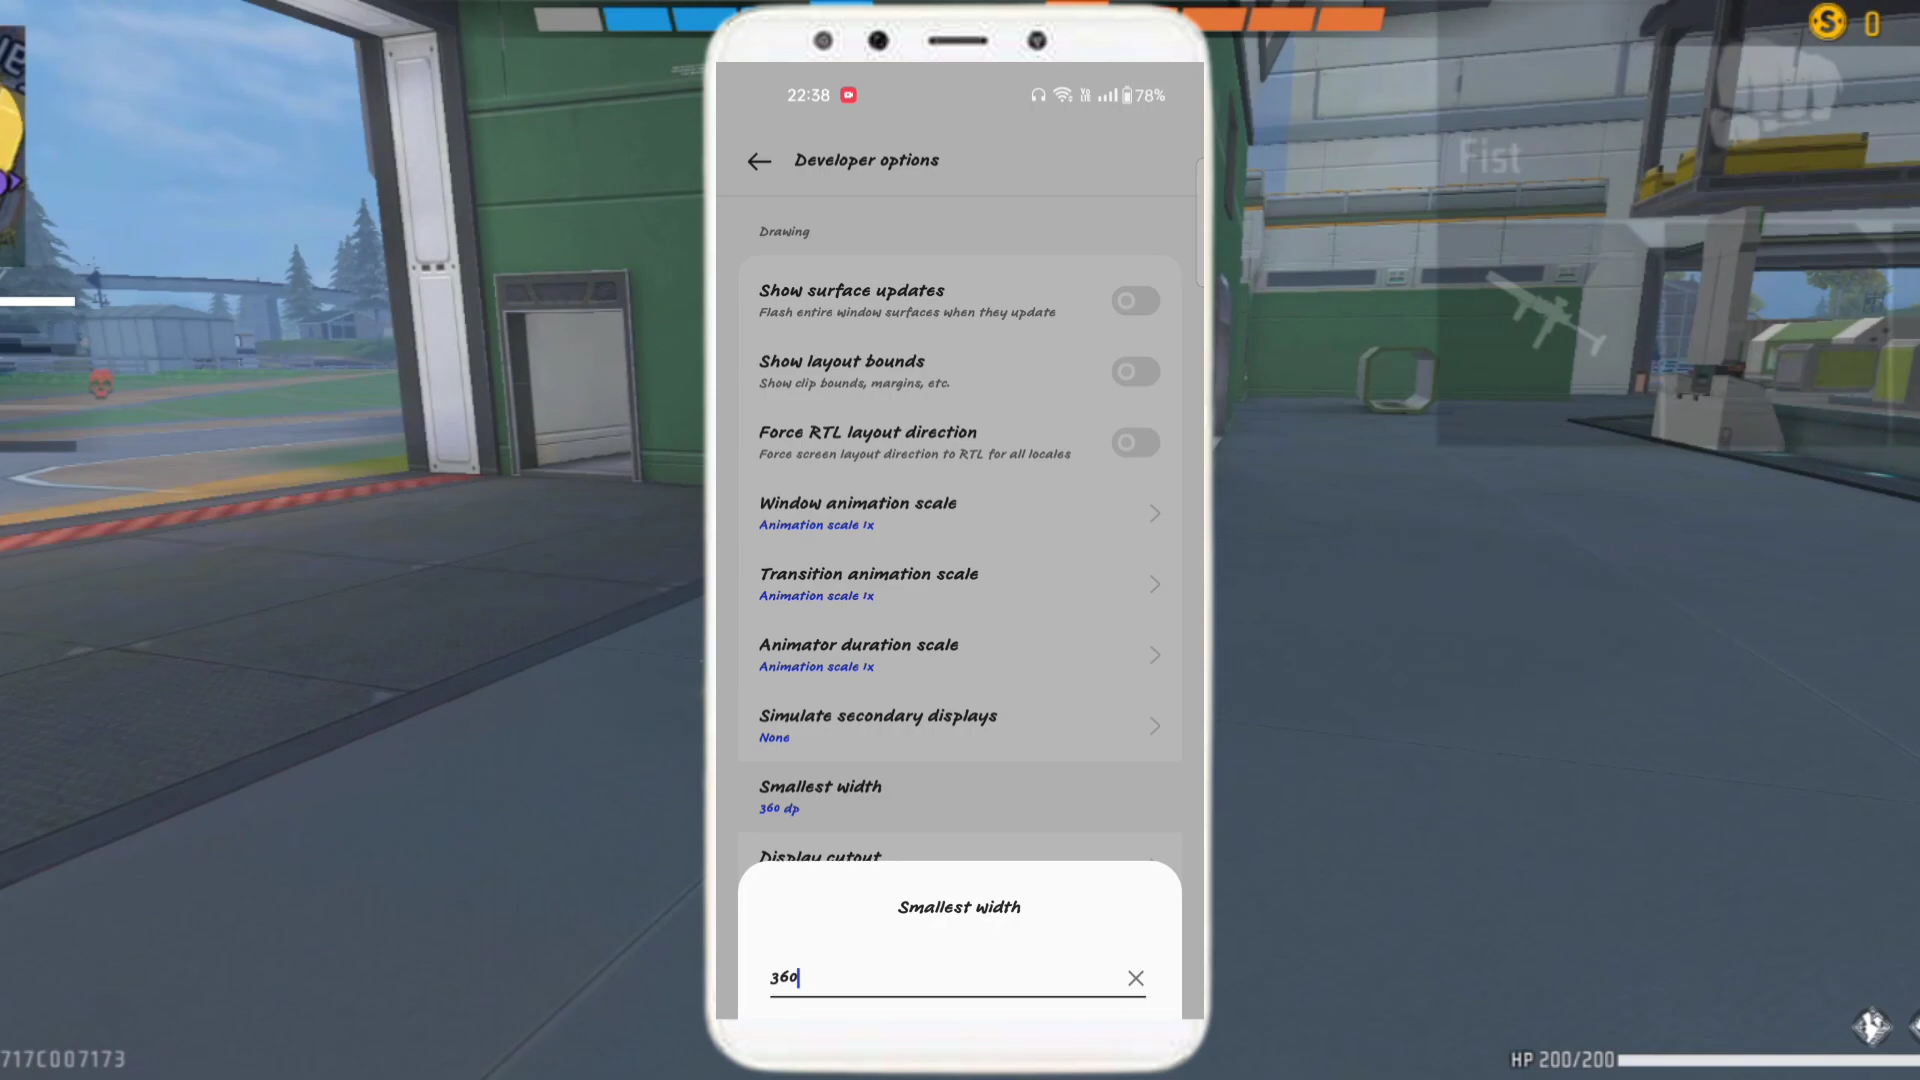 0
22:38
78%
Developer options
Fist
Drawing
Show surface updates
Flash entire window surfaces when they update
Show layout bounds
Show clip bounds, margins, etc.
Force RTL layout direction
Force screen layout direction to RTL for all locales
Window animation scale
Animation scale 1x
Transition animation scale
Animation scale 1x
Animator duration scale
Animation scale 1x
Simulate secondary displays
None
Smallest width
360 dp
Display cutout
Smallest width
360
717C007173
HP 200/200